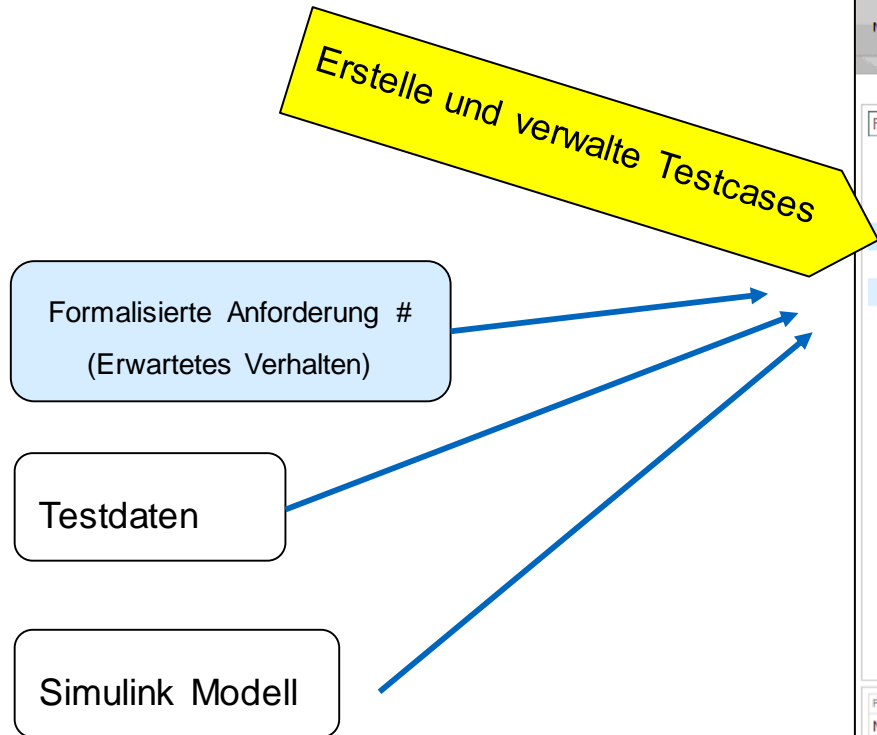 Erstelle und verwalte Testcases
Formalisierte Anforderung #
(Erwartetes Verhalten)
Testdaten
Simulink Modell